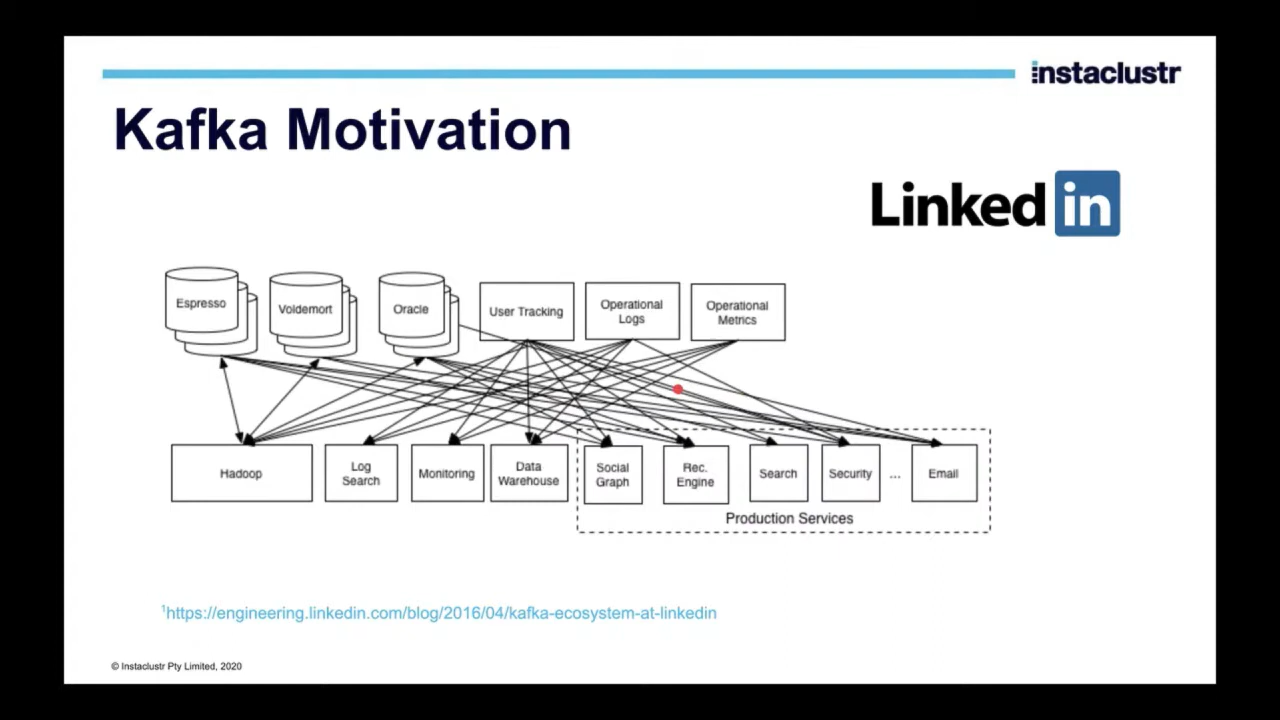 instaclustr
Kafka Motivation
Linked in
Espresso
Voldemort
Oracle
User Tracking
Operational
Logs
Operational
Metrics
Hadoop
Log
Search
Monitoring
Data
Warehouse
Social
Graph
Rec.
Engine
Search
Security
...
Email
Production Services
¹https://engineering.linkedin.com/blog/2016/04/kafka-ecosystem-at-linkedin
© Instaclustr Pty Limited, 2020